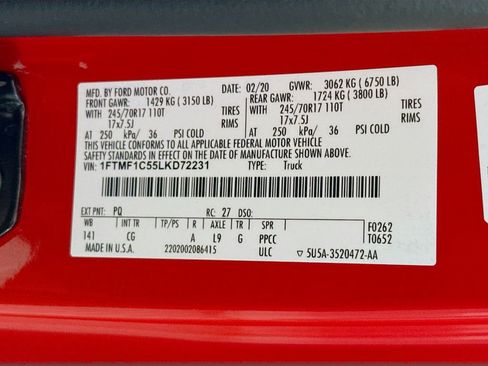 MFD. BY FORD MOTOR CO. 02/20 GVWR: 3062 KG ( 6750 LB)
FRONT GAWR: 1429 KG ( 3150 LB) REAR GAWR: 1724 KG ( 3800 LB)
WITH 245/70R17 110T TIRES WITH 245/70R17 110T TIRES
17x7.5J RIMS 17x7.5J RIMS
AT 250 kPa/ 36 PSI COLD AT 250 kPa/ 36 PSI COLD
THIS VEHICLE CONFORMS TO ALL APPLICABLE FEDERAL MOTOR VEHICLE
SAFETY STANDARDS IN EFFECT ON THE DATE OF MANUFACTURE SHOWN ABOVE.
VIN: 1FTMF1C55LKD72231 TYPE: Truck
EXT PNT: PQ RC: 27 DSO:
WB INT TR TP/PS R AXLE TR SPR F0262
141 CG A L9 G PPCC T0652
MADE IN U.S.A. 2202002086415 ULC ▽ 5U5A-3520472-AA